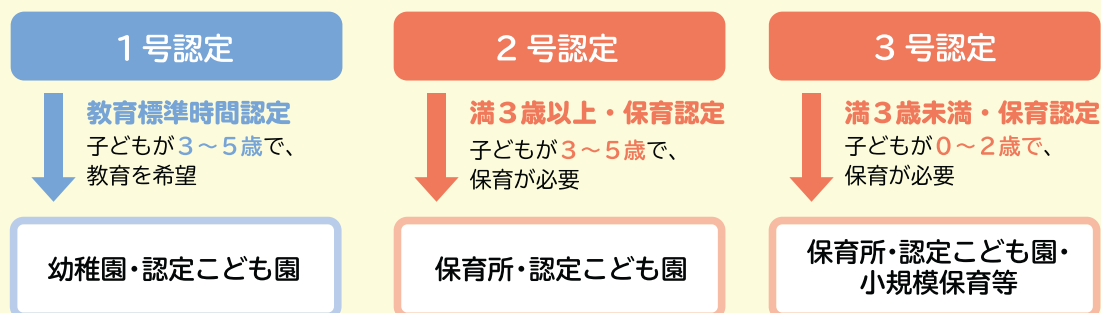 1号認定
教育標準時間認定
子どもが3～5歳で、
教育を希望
幼稚園・認定こども園
2号認定
満3歳以上・保育認定
子どもが3～5歳で、
保育が必要
保育所・認定こども園
3号認定
満3歳未満・保育認定
子どもが0～2歳で、
保育が必要
保育所・認定こども園・
小規模保育等